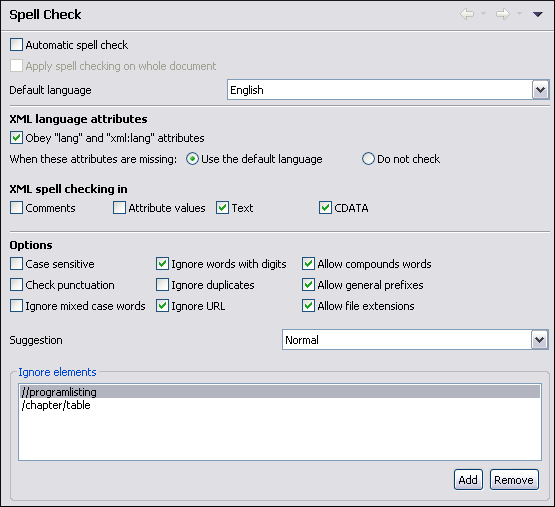 Spell Check
Automatic spell check
Apply spell checking on whole document
Default language English
XML language attributes
Obey "lang" and "xml:lang" attributes
When these attributes are missing: Use the default language Do not check
XML spell checking in
Comments Attribute values Text CDATA
Options
Case sensitive Ignore words with digits Allow compounds words
Check punctuation Ignore duplicates Allow general prefixes
Ignore mixed case words Ignore URL Allow file extensions
Suggestion Normal
Ignore elements
//programlisting
/chapter/table
Add Remove